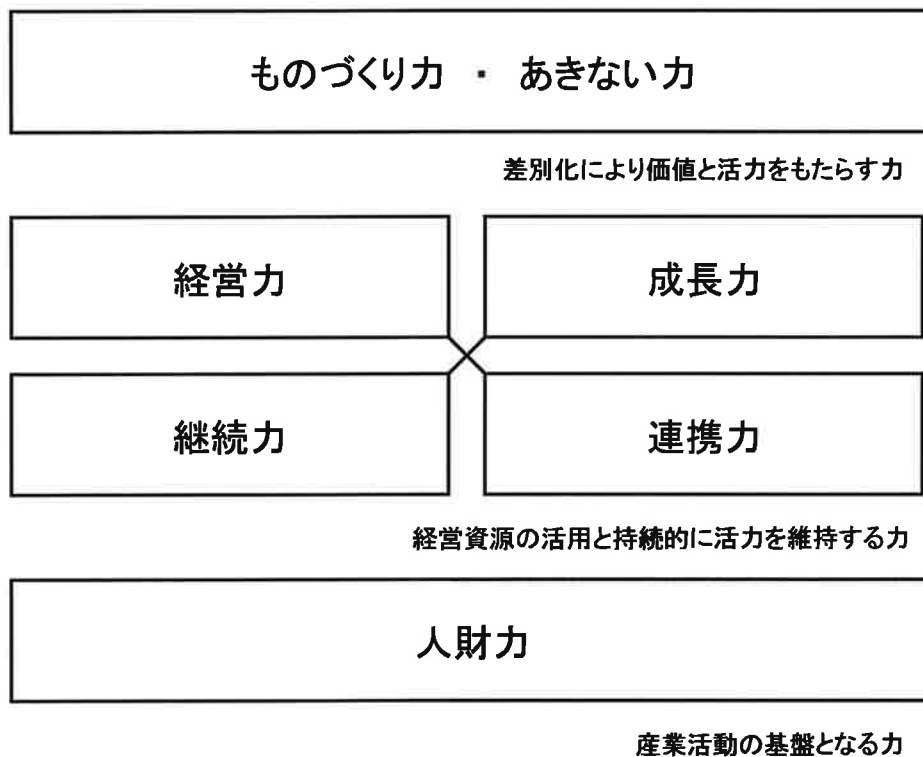 ものづくり力 ・ あきない力
差別化により価値と活力をもたらす力
経営力
成長力
継続力
連携力
経営資源の活用と持続的に活力を維持する力
人財力
産業活動の基盤となる力